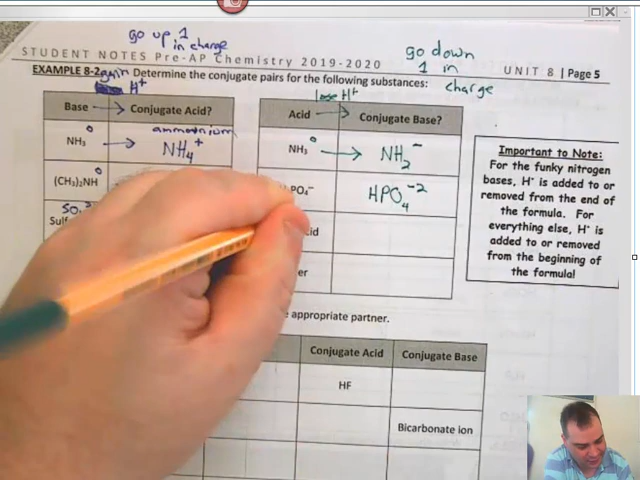 go up 1
in charge
STUDENT NOTES Pre-AP Chemistry 2019-2020
go down
1 in
charge
UNIT 8 | Page 5
EXAMPLE 8-2 gain Determine the conjugate pairs for the following substances:
H+
lose H+
Base → Conjugate Acid?
Acid → Conjugate Base?
ammonium
NH₃⁰ → NH₄⁺
NH₃⁰ → NH₂⁻
(CH₃)₂NH⁰
PO₄⁻ HPO₄⁻²
SO₃
Important to Note:
For the funky nitrogen
bases, H⁺ is added to or
removed from the end of
the formula. For
everything else, H⁺ is
added to or removed
from the beginning of
the formula!
appropriate partner.
Conjugate Acid Conjugate Base
HF
Bicarbonate ion